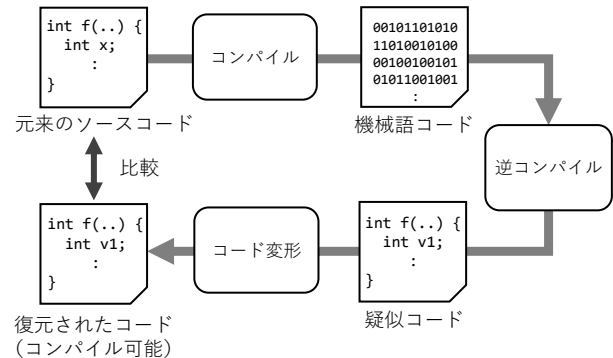 int f(..) {
int x;
:
}
元来のソースコード
コンパイル
00101101010
11010010100
00100100101
01011001001
:
機械語コード
逆コンパイル
比較
int f(..) {
int v1;
:
}
復元されたコード
(コンパイル可能)
コード変形
int f(..) {
int v1;
:
}
疑似コード